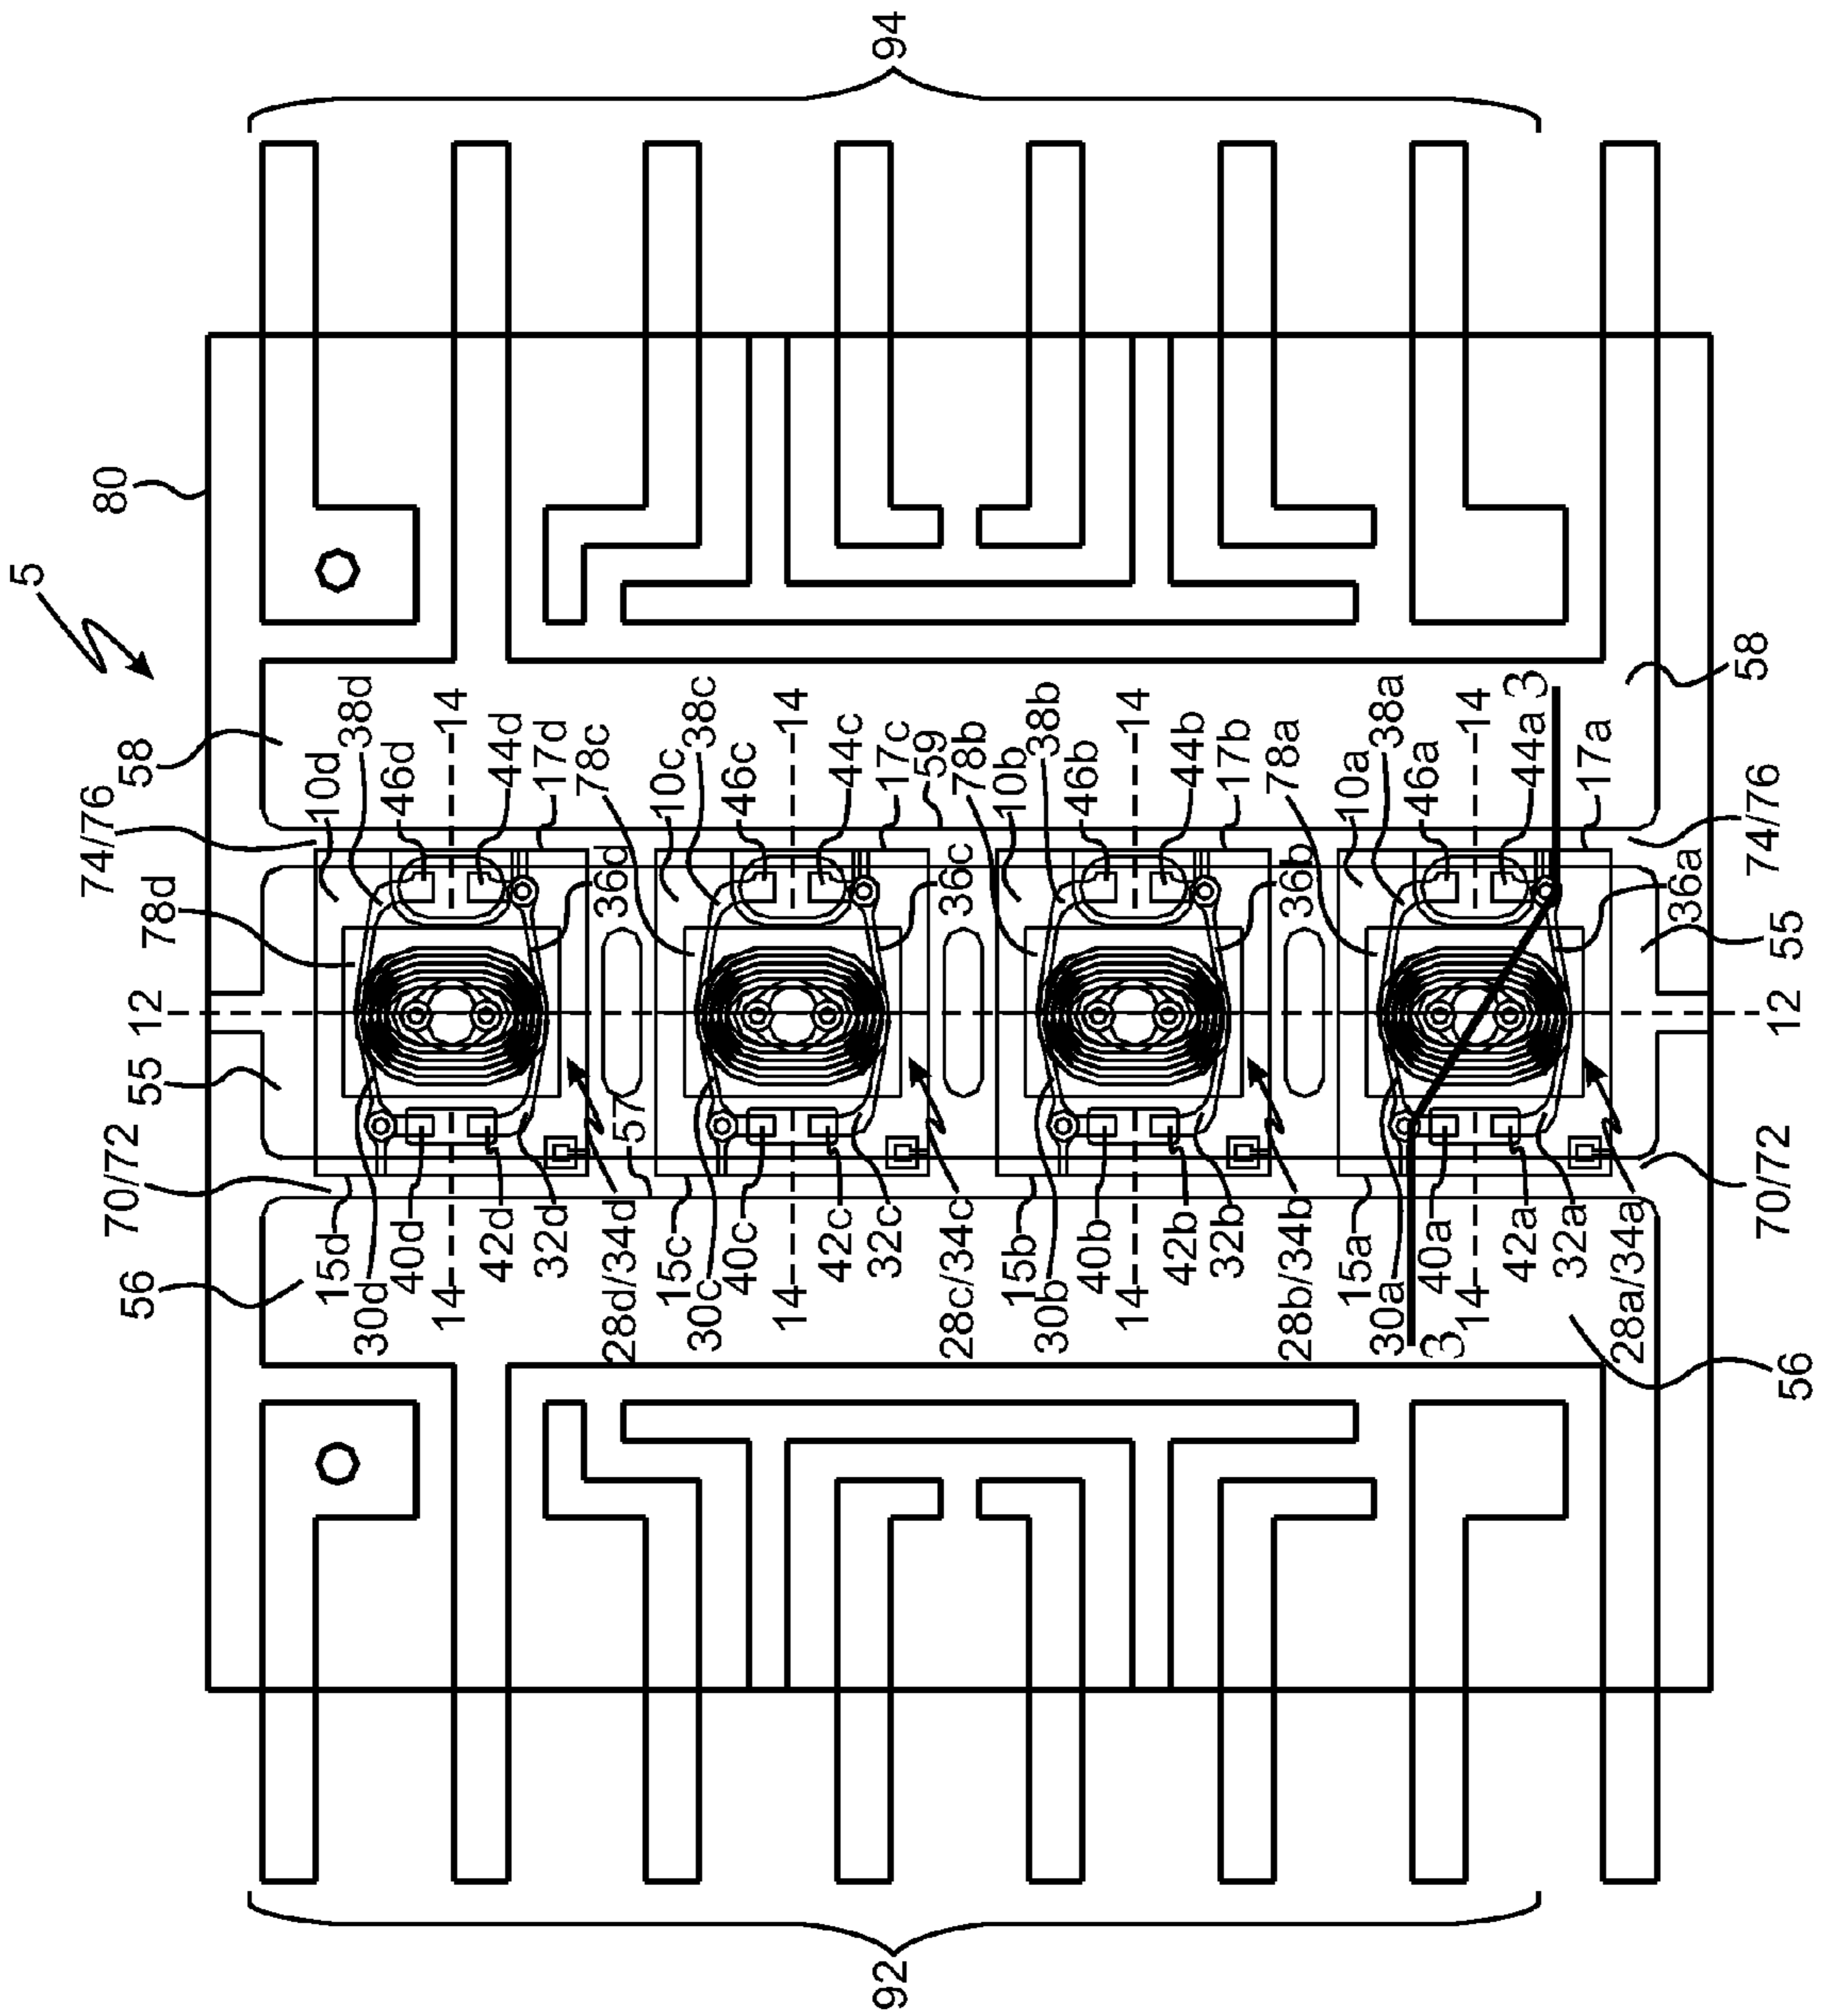 92
94
5
80
56
70/72
55
12
78d
74/76
58
15d
30d
40d
42d
32d
10d
38d
46d
14
44d
17d
14
28d/34d
57
36d
78c
15c
30c
40c
42c
32c
10c
38c
46c
14
44c
17c
14
28c/34c
59
36c
78b
15b
30b
40b
42b
32b
10b
38b
46b
14
44b
17b
14
28b/34b
36b
78a
15a
30a
40a
42a
32a
10a
38a
46a
14
44a
17a
3
3
14
28a/34a
36a
56
70/72
12
55
74/76
58